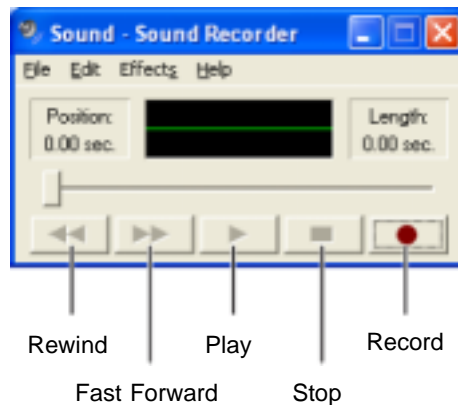 Sound - Sound Recorder
File Edit Effects Help
Position:
0.00 sec.
Length:
0.00 sec.
Rewind
Play
Record
Fast Forward
Stop